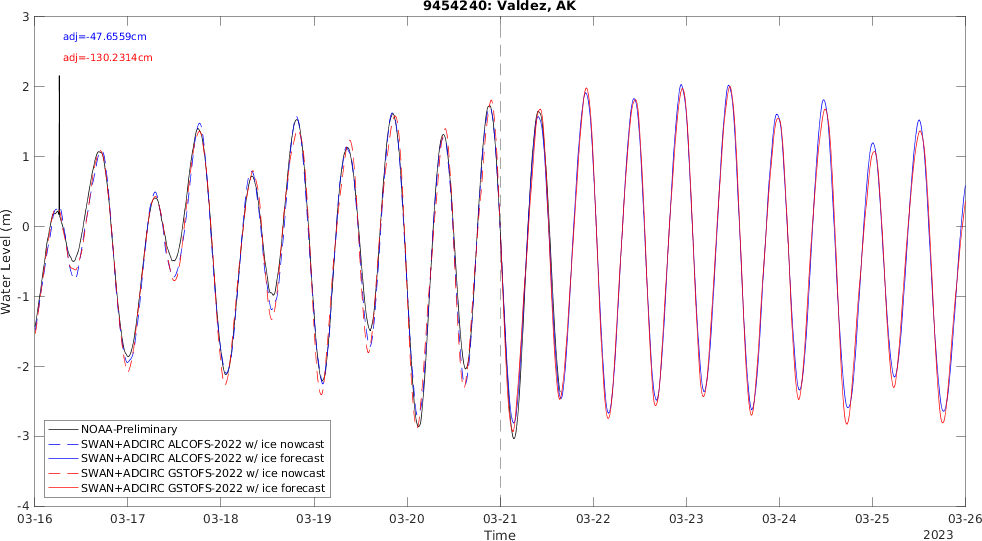 9454240: Valdez, AK
adj=-47.6559cm
adj=-130.2314cm
3
2
1
0
-1
-2
-3
-4
Water Level (m)
NOAA-Preliminary
SWAN+ADCIRC ALCOFS-2022 w/ ice nowcast
SWAN+ADCIRC ALCOFS-2022 w/ ice forecast
SWAN+ADCIRC GSTOFS-2022 w/ ice nowcast
SWAN+ADCIRC GSTOFS-2022 w/ ice forecast
03-16 03-17 03-18 03-19 03-20 03-21 03-22 03-23 03-24 03-25 03-26
Time
2023